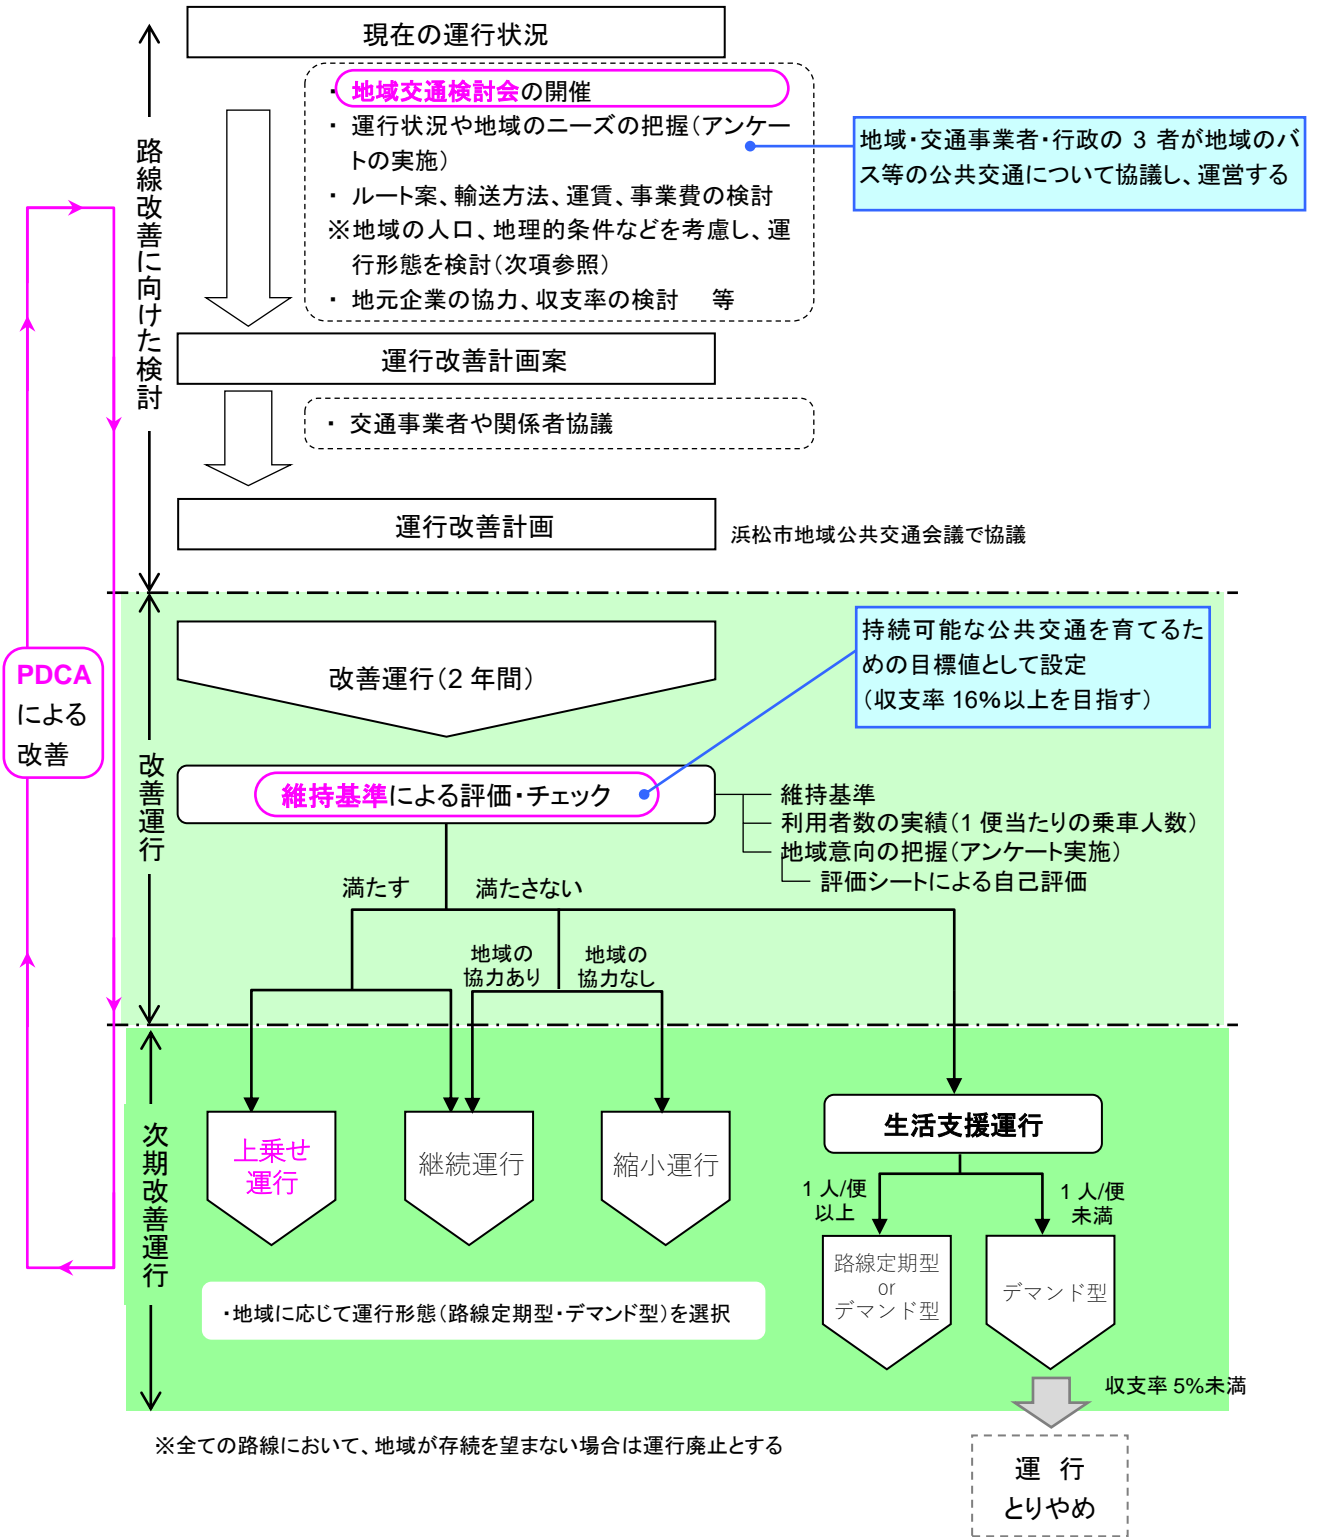 現在の運行状況
・ 地域交通検討会の開催
・ 運行状況や地域のニーズの把握（アンケー
トの実施）
・ ルート案、輸送方法、運賃、事業費の検討
※地域の人口、地理的条件などを考慮し、運
行形態を検討（次項参照）
・ 地元企業の協力、収支率の検討　等
地域・交通事業者・行政の 3 者が地域のバ
ス等の公共交通について協議し、運営する
路線改善に向けた検討
運行改善計画案
・ 交通事業者や関係者協議
運行改善計画
浜松市地域公共交通会議で協議
PDCA
による
改善
改善運行
改善運行（2 年間）
持続可能な公共交通を育てるた
めの目標値として設定
（収支率 16%以上を目指す）
維持基準による評価・チェック
維持基準
利用者数の実績（1 便当たりの乗車人数）
地域意向の把握（アンケート実施）
評価シートによる自己評価
満たす
満たさない
地域の
協力あり
地域の
協力なし
次期改善運行
上乗せ
運行
継続運行
縮小運行
生活支援運行
1 人/便
以上
1 人/便
未満
路線定期型
or
デマンド型
デマンド型
・地域に応じて運行形態（路線定期型・デマンド型）を選択
収支率 5%未満
※全ての路線において、地域が存続を望まない場合は運行廃止とする
運　行
とりやめ